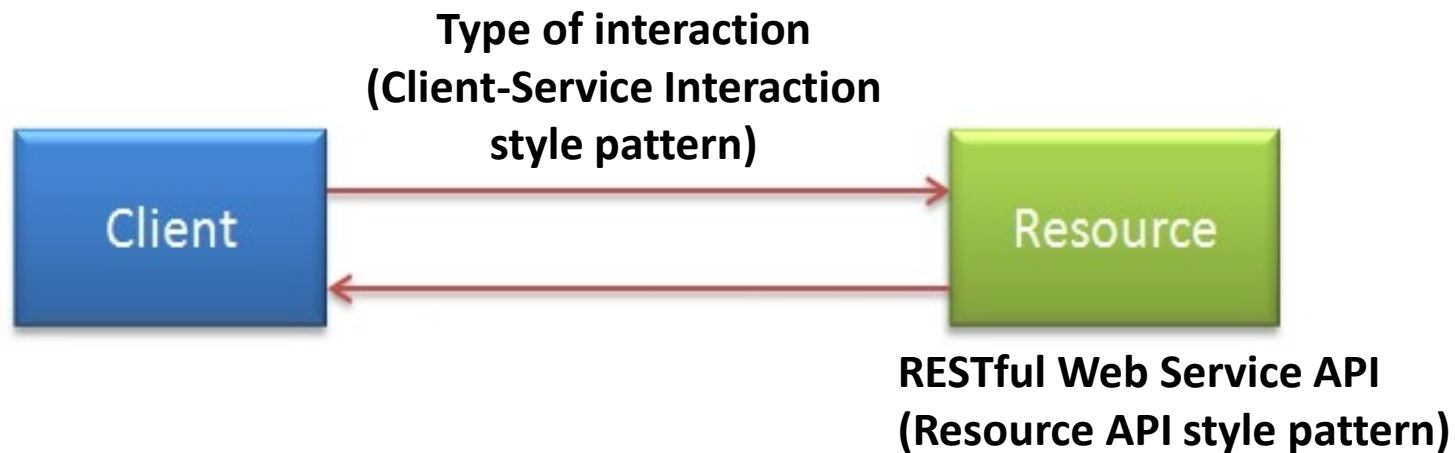 Type of interaction
(Client-Service Interaction
style pattern)
Client
Resource
RESTful Web Service API
(Resource API style pattern)